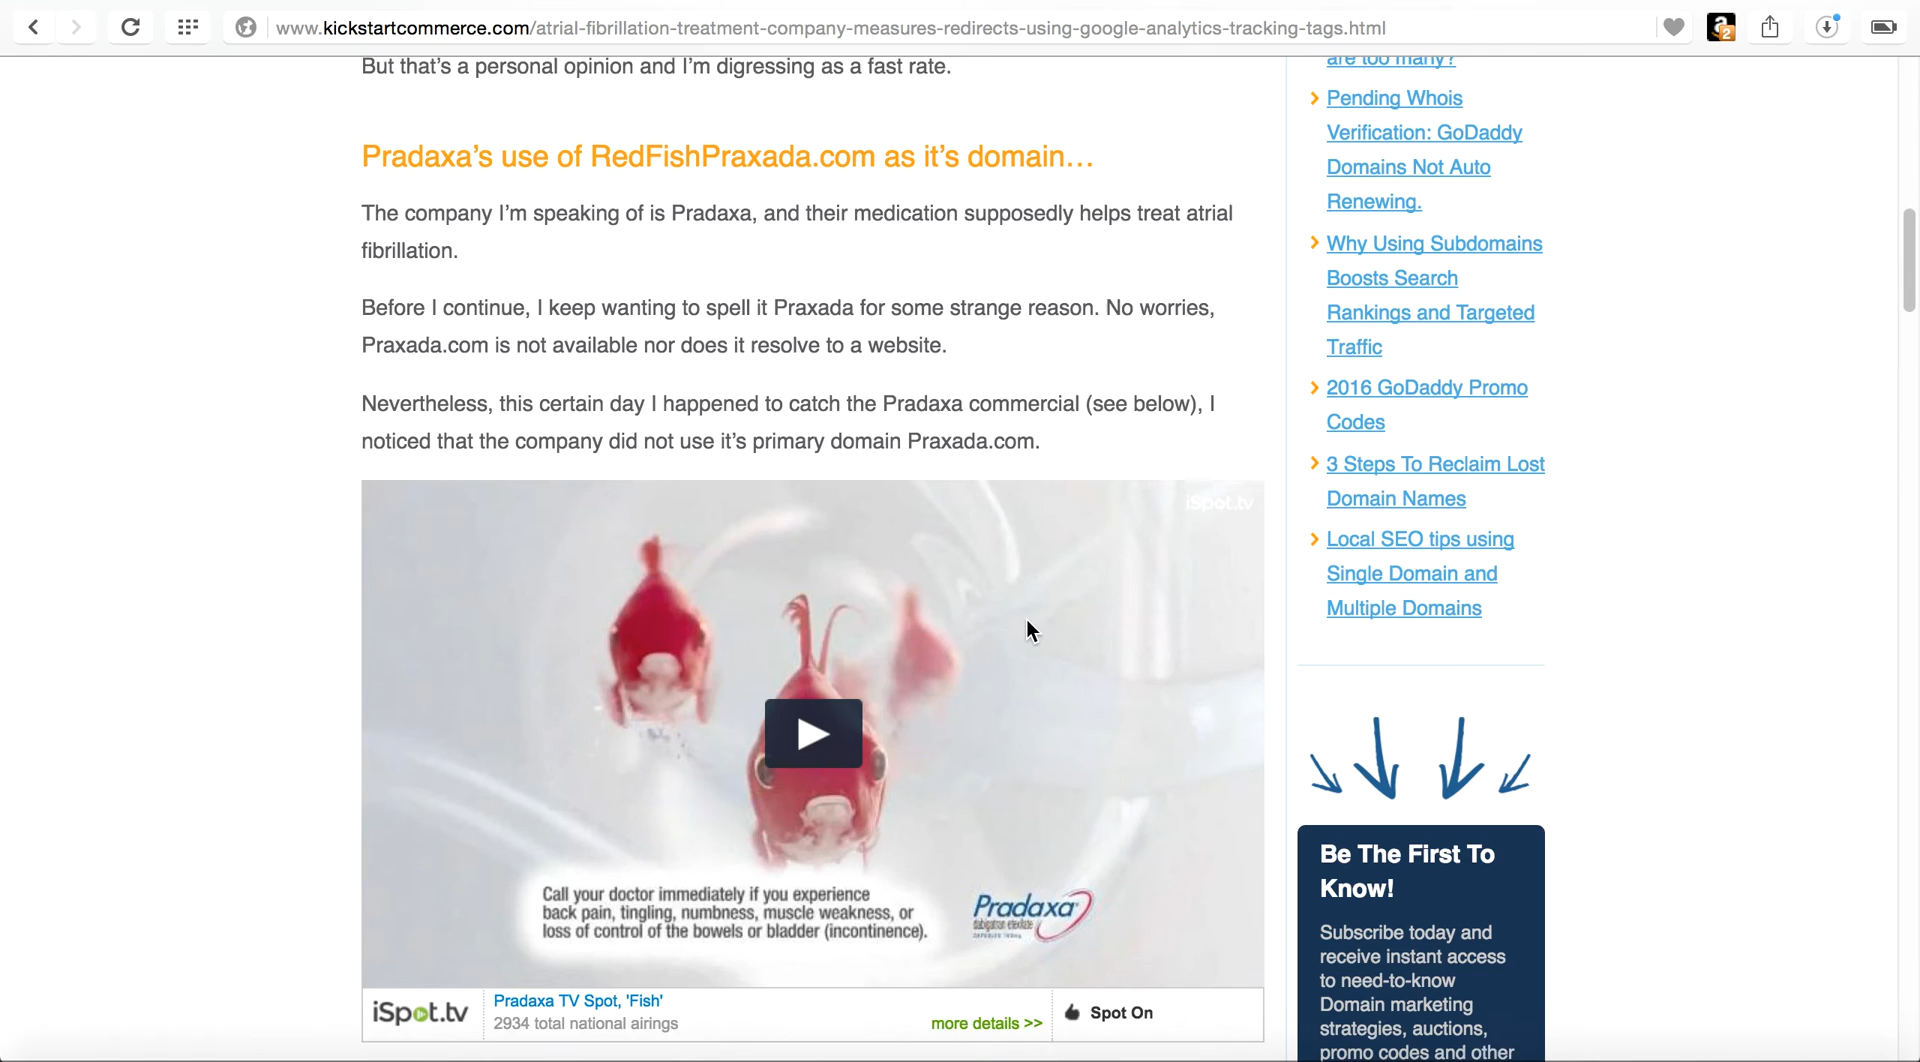 www.kickstartcommerce.com/atrial-fibrillation-treatment-company-measures-redirects-using-google-analytics-tracking-tags.html
2
But that's a personal opinion and I'm digressing as a fast rate.
Pradaxa's use of RedFishPraxada.com as it's domain…
The company I'm speaking of is Pradaxa, and their medication supposedly helps treat atrial
fibrillation.
Before I continue, I keep wanting to spell it Praxada for some strange reason. No worries,
Praxada.com is not available nor does it resolve to a website.
Nevertheless, this certain day I happened to catch the Pradaxa commercial (see below), I
noticed that the company did not use it's primary domain Praxada.com.
iSpot.tv
Call your doctor immediately if you experience
back pain, tingling, numbness, muscle weakness, or
loss of control of the bowels or bladder (incontinence).
Pradaxa
dabigatran etexilate
iSpot.tv
Pradaxa TV Spot, 'Fish'
2934 total national airings
more details >>
Spot On
are too many?
Pending Whois
Verification: GoDaddy
Domains Not Auto
Renewing.
Why Using Subdomains
Boosts Search
Rankings and Targeted
Traffic
2016 GoDaddy Promo
Codes
3 Steps To Reclaim Lost
Domain Names
Local SEO tips using
Single Domain and
Multiple Domains
Be The First To
Know!
Subscribe today and
receive instant access
to need-to-know
Domain marketing
strategies, auctions,
promo codes and other